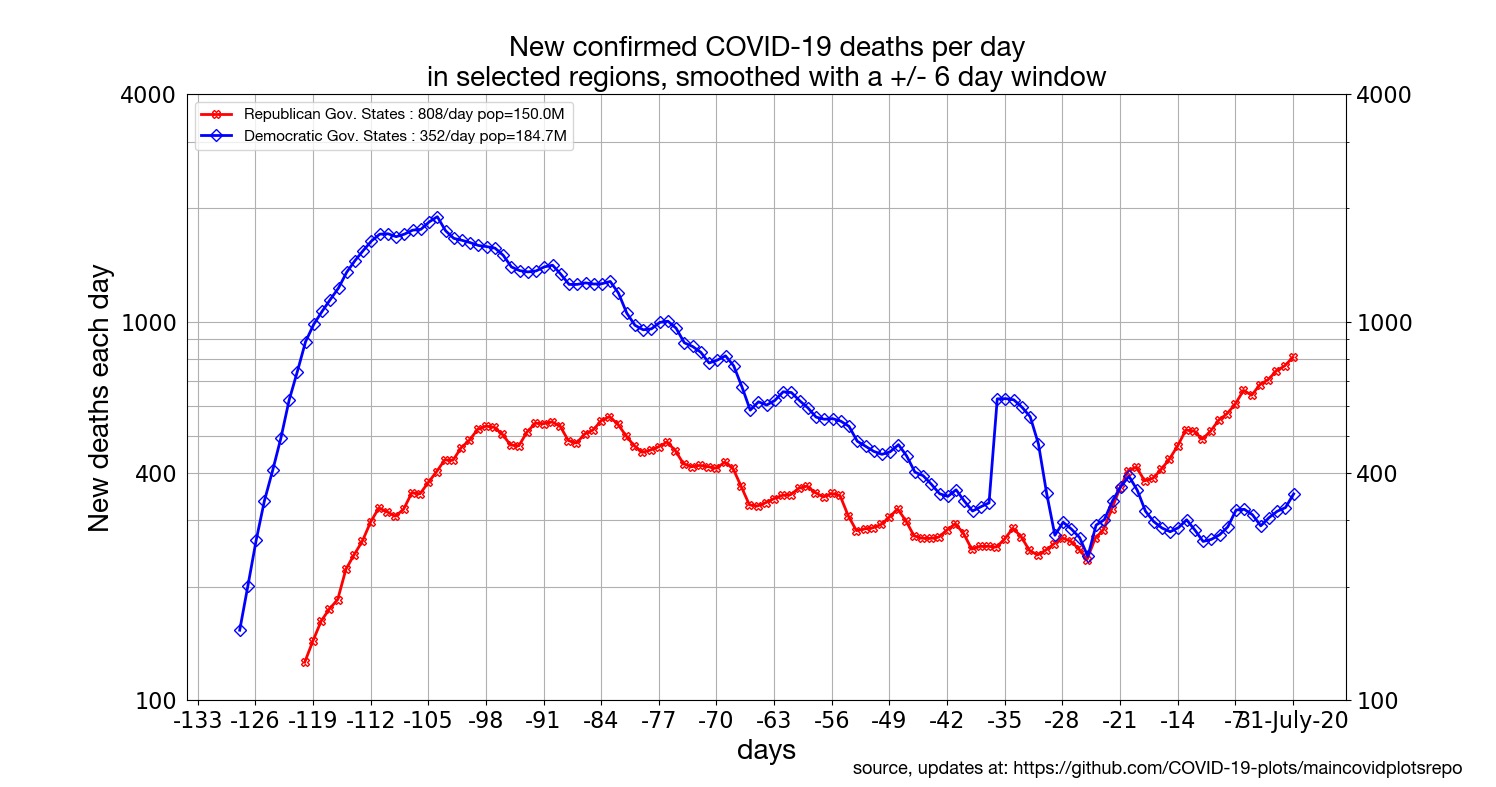 New confirmed COVID-19 deaths per day
in selected regions, smoothed with a +/- 6 day window
4000
4000
Republican Gov. States : 808/day pop=150.0M
Democratic Gov. States : 352/day pop=184.7M
New deaths each day
1000
1000
400
400
100
100
-133 -126 -119 -112 -105 -98 -91 -84 -77 -70 -63 -56 -49 -42 -35 -28 -21 -14 -7 31-July-20
days
source, updates at: https://github.com/COVID-19-plots/maincovidplotsrepo